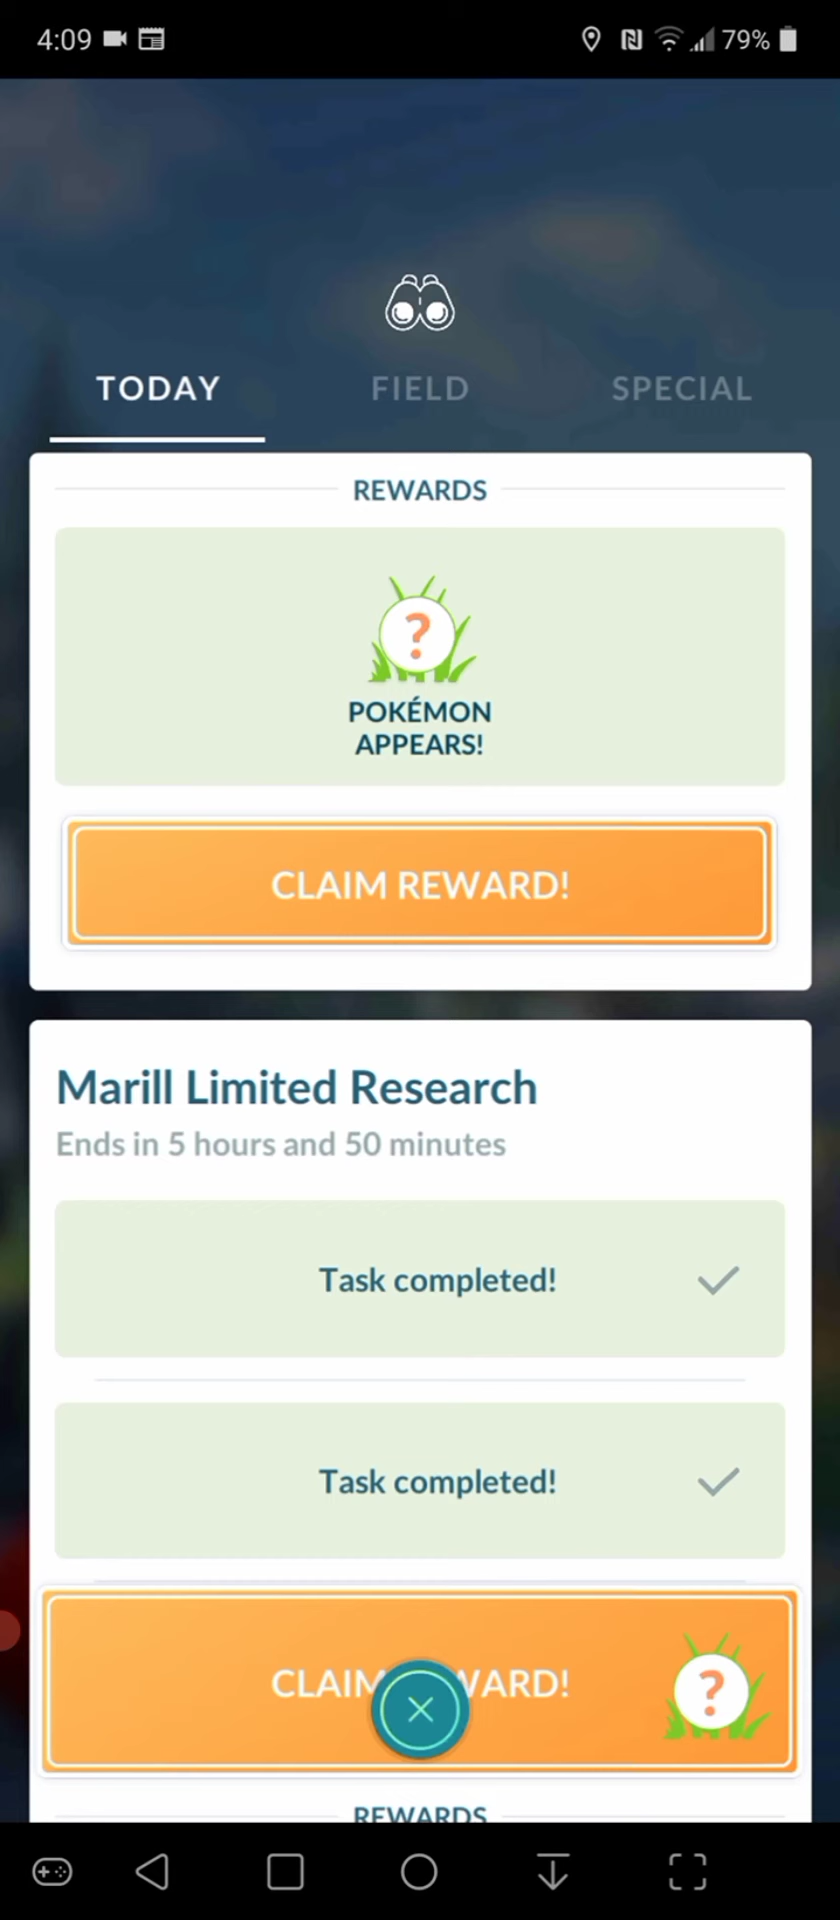 4:09
79%
TODAY
FIELD
SPECIAL
REWARDS
?
POKÉMON
APPEARS!
CLAIM REWARD!
Marill Limited Research
Ends in 5 hours and 50 minutes
Task completed!
Task completed!
CLAIM WARD!
?
REWARDS